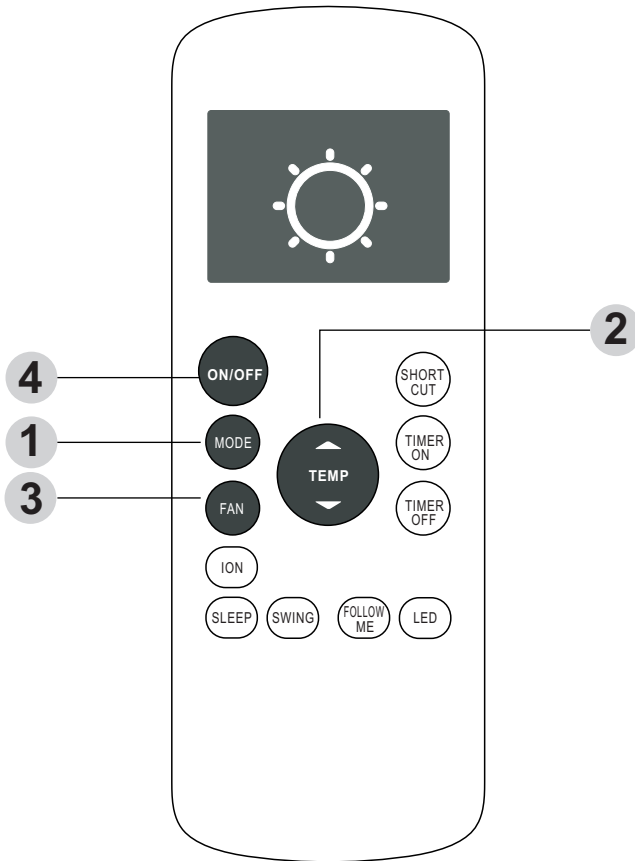 2
4
ON/OFF
SHORT
CUT
1
MODE
TEMP
TIMER
ON
3
FAN
TIMER
OFF
ION
SLEEP
SWING
FOLLOW
ME
LED